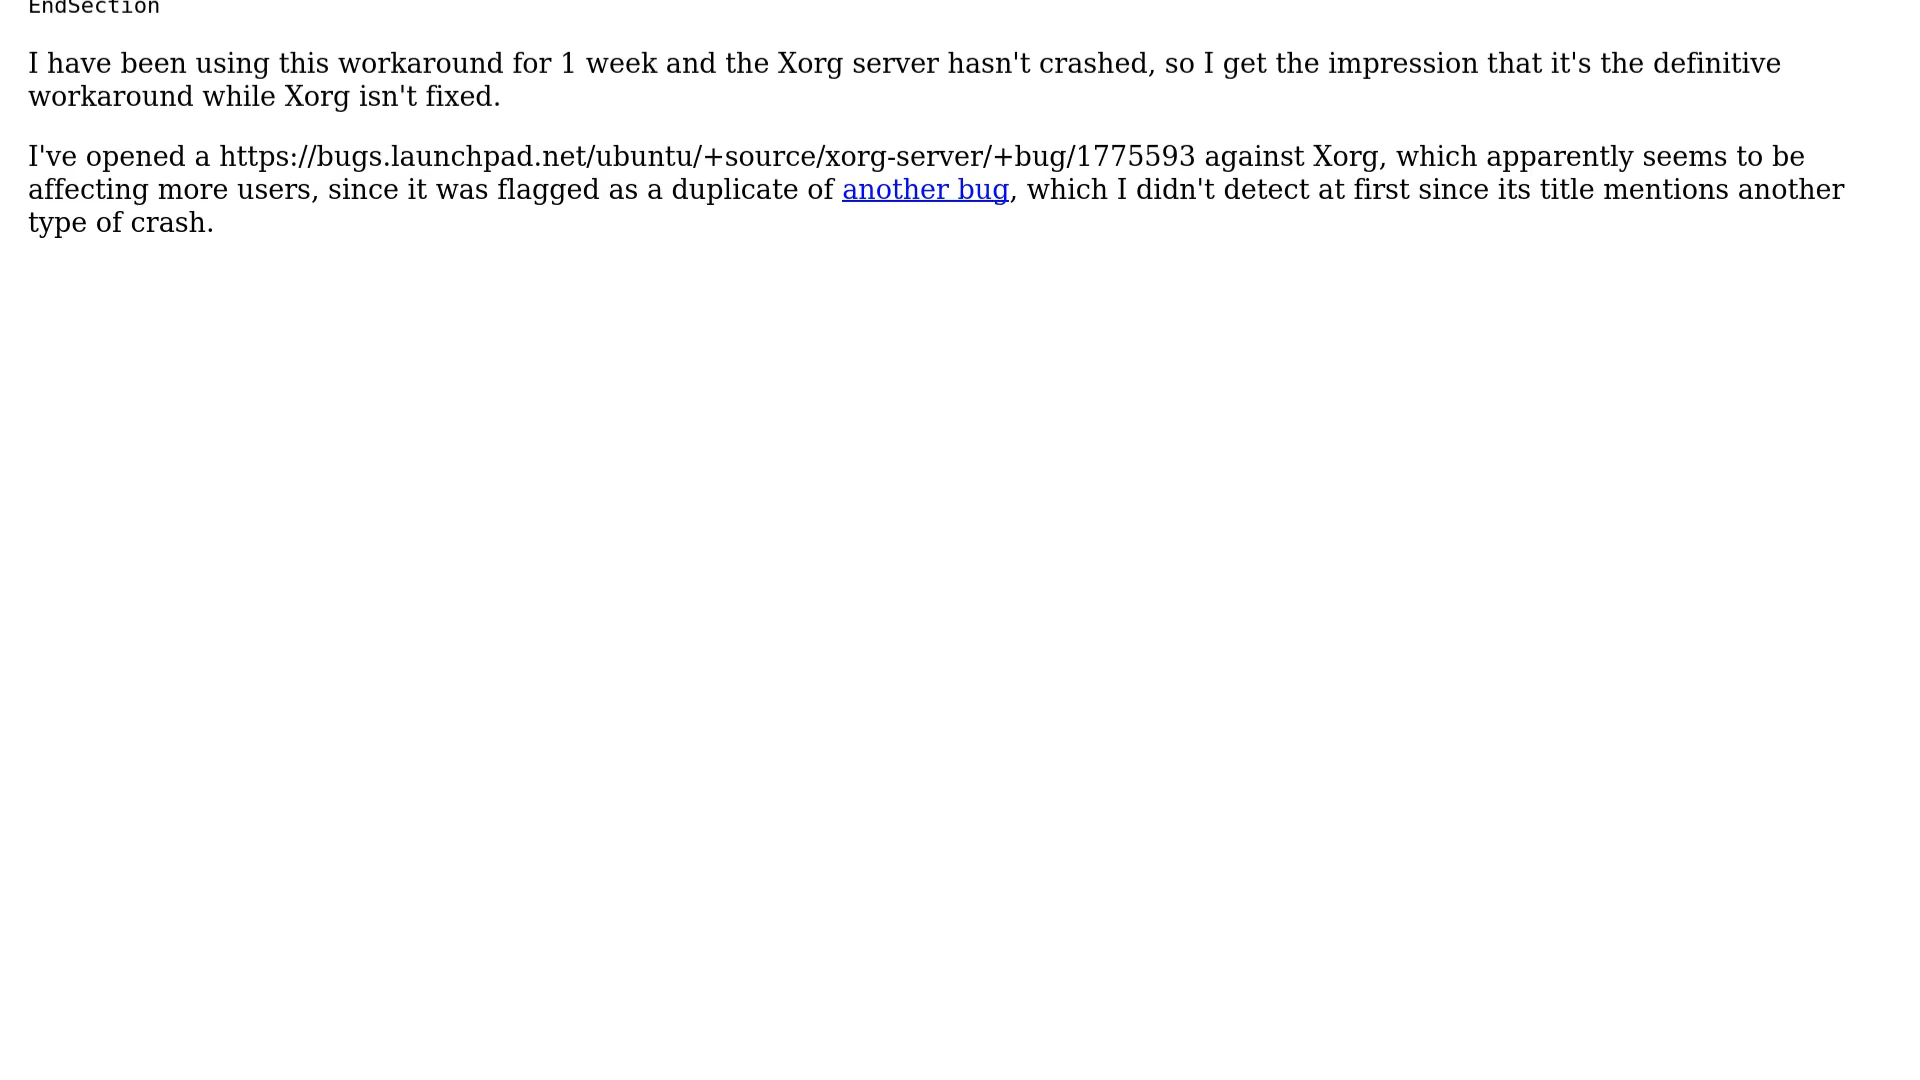 EndSection
I have been using this workaround for 1 week and the Xorg server hasn't crashed, so I get the impression that it's the definitive
workaround while Xorg isn't fixed.
I've opened a https://bugs.launchpad.net/ubuntu/+source/xorg-server/+bug/1775593 against Xorg, which apparently seems to be
affecting more users, since it was flagged as a duplicate of another bug, which I didn't detect at first since its title mentions another
type of crash.